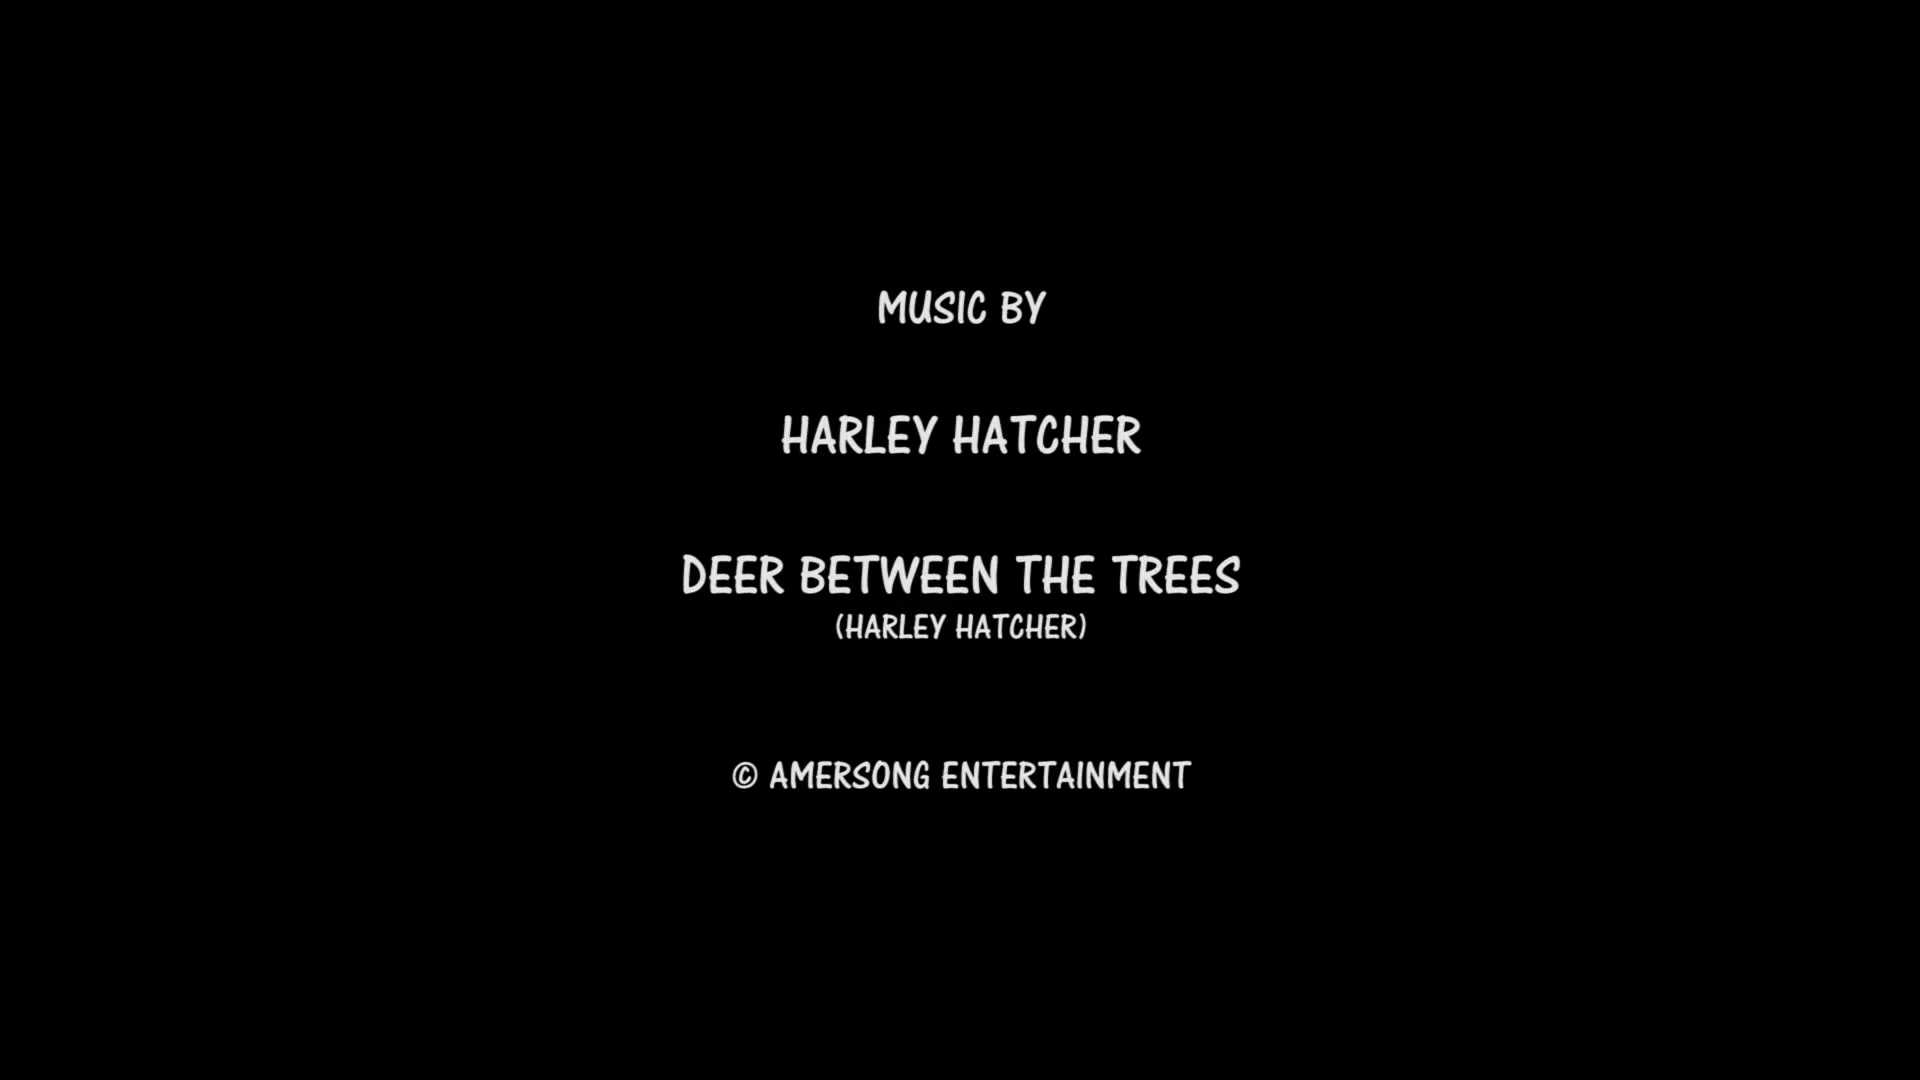 MUSIC BY
HARLEY HATCHER
DEER BETWEEN THE TREES
(HARLEY HATCHER)
© AMERSONG ENTERTAINMENT